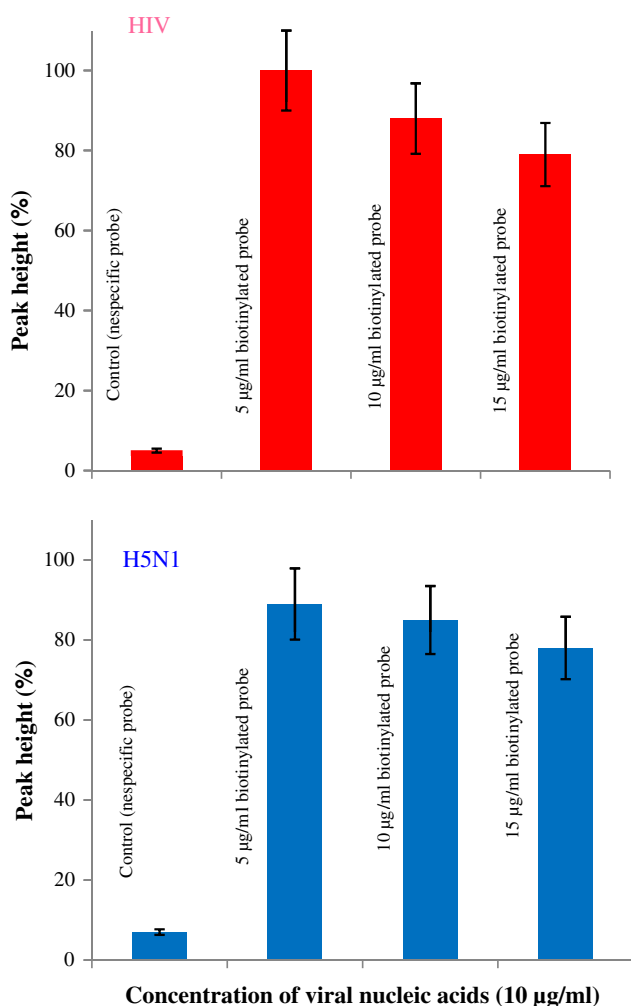 HIV
Peak height (%)
100
80
60
40
20
0
Control (nespecific probe)
5 µg/ml biotinylated probe
10 µg/ml biotinylated probe
15 µg/ml biotinylated probe
H5N1
Peak height (%)
100
80
60
40
20
0
Control (nespecific probe)
5 µg/ml biotinylated probe
10 µg/ml biotinylated probe
15 µg/ml biotinylated probe
Concentration of viral nucleic acids (10 µg/ml)